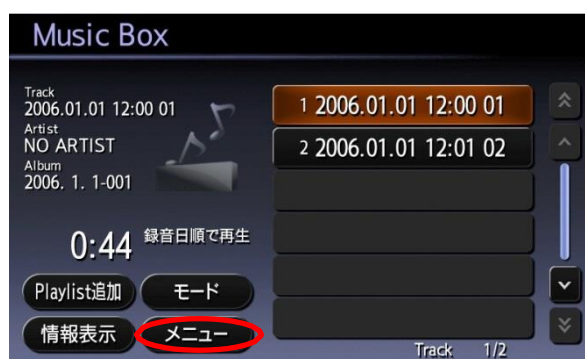 Music Box
Track
2006.01.01 12:00 01
Artist
NO ARTIST
Album
2006. 1. 1-001
0:44 録音日順で再生
Playlist追加 モード
情報表示 メニュー
1 2006.01.01 12:00 01
2 2006.01.01 12:01 02
Track 1/2